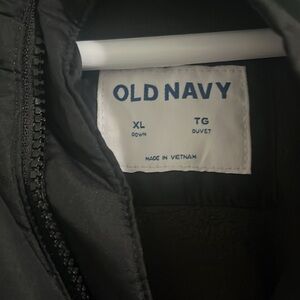 OLD NAVY
XL TG
DOWN DUVET
MADE IN VIETNAM